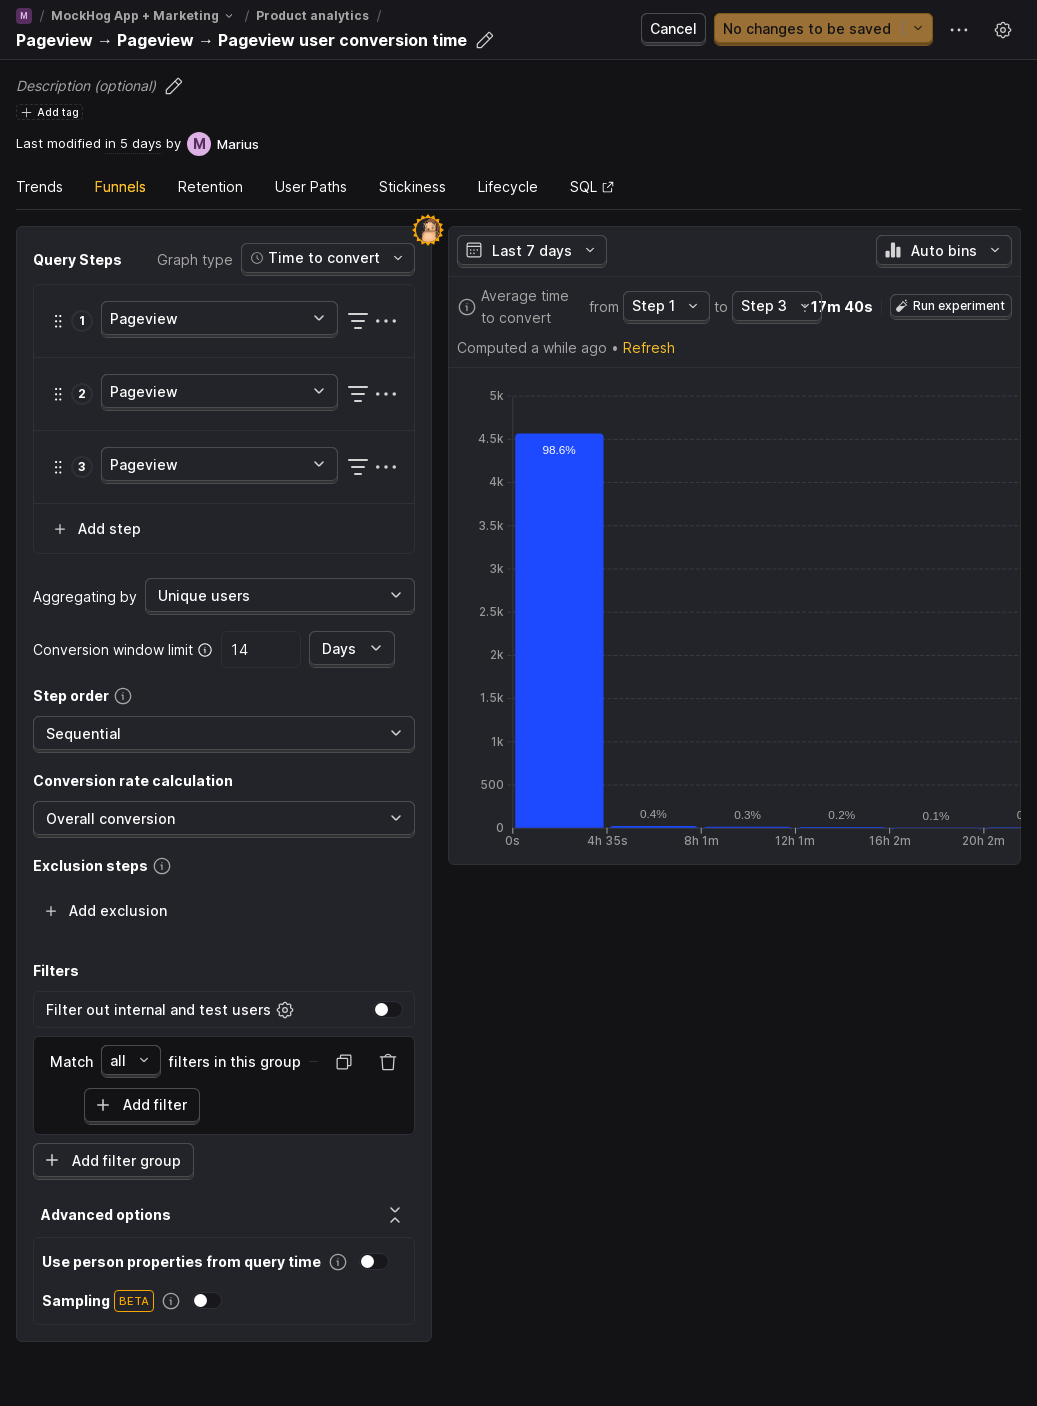 M / MockHog App + Marketing / Product analytics /
Pageview → Pageview → Pageview user conversion time
Cancel
No changes to be saved
Description (optional)
Add tag
Last modified in 5 days by M Marius
Trends Funnels Retention User Paths Stickiness Lifecycle SQL
Query Steps Graph type Time to convert
1 Pageview
2 Pageview
3 Pageview
Add step
Aggregating by Unique users
Conversion window limit 14 Days
Step order
Sequential
Conversion rate calculation
Overall conversion
Exclusion steps
Add exclusion
Filters
Filter out internal and test users
Match all filters in this group
Add filter
Add filter group
Advanced options
Use person properties from query time
Sampling BETA
Last 7 days Auto bins
Average time
to convert
from Step 1 to Step 3 : 17m 40s Run experiment
Computed a while ago • Refresh
5k
4.5k
4k
3.5k
3k
2.5k
2k
1.5k
1k
500
0
98.6% 0.4% 0.3% 0.2% 0.1%
0s 4h 35s 8h 1m 12h 1m 16h 2m 20h 2m